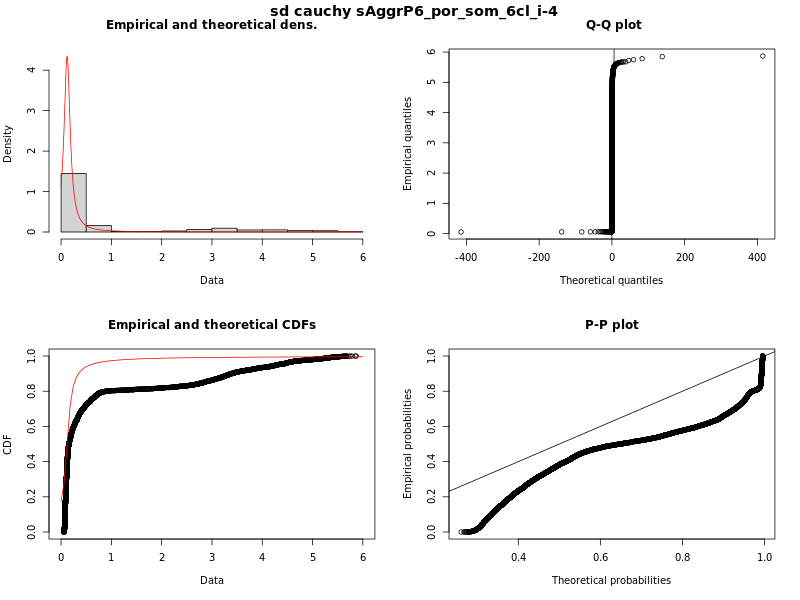 sd cauchy sAggrP6_por_som_6cl_i-4
Empirical and theoretical dens.
Density
0 1 2 3 4
0 1 2 3 4 5 6
Data
Q-Q plot
Empirical quantiles
0 1 2 3 4 5 6
-400 -200 0 200 400
Theoretical quantiles
Empirical and theoretical CDFs
CDF
0.0 0.2 0.4 0.6 0.8 1.0
0 1 2 3 4 5 6
Data
P-P plot
Empirical probabilities
0.0 0.2 0.4 0.6 0.8 1.0
0.4 0.6 0.8 1.0
Theoretical probabilities